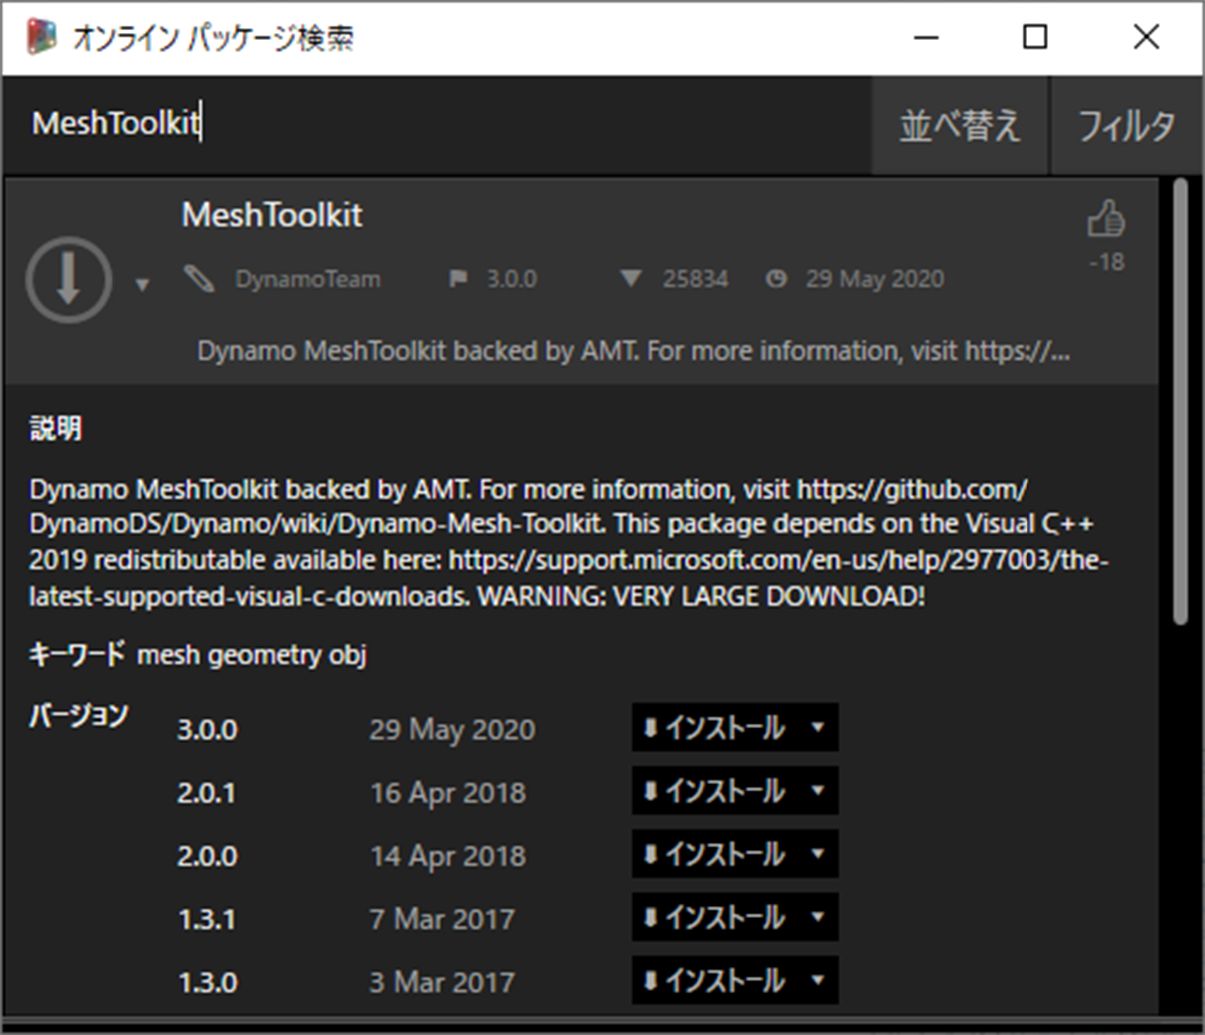 オンライン パッケージ検索
MeshToolkit
並べ替え
フィルタ
MeshToolkit
DynamoTeam 3.0.0 25834 29 May 2020
-18
Dynamo MeshToolkit backed by AMT. For more information, visit https://...
説明
Dynamo MeshToolkit backed by AMT. For more information, visit https://github.com/
DynamoDS/Dynamo/wiki/Dynamo-Mesh-Toolkit. This package depends on the Visual C++
2019 redistributable available here: https://support.microsoft.com/en-us/help/2977003/the-
latest-supported-visual-c-downloads. WARNING: VERY LARGE DOWNLOAD!
キーワード mesh geometry obj
バージョン
3.0.0 29 May 2020 インストール
2.0.1 16 Apr 2018 インストール
2.0.0 14 Apr 2018 インストール
1.3.1 7 Mar 2017 インストール
1.3.0 3 Mar 2017 インストール